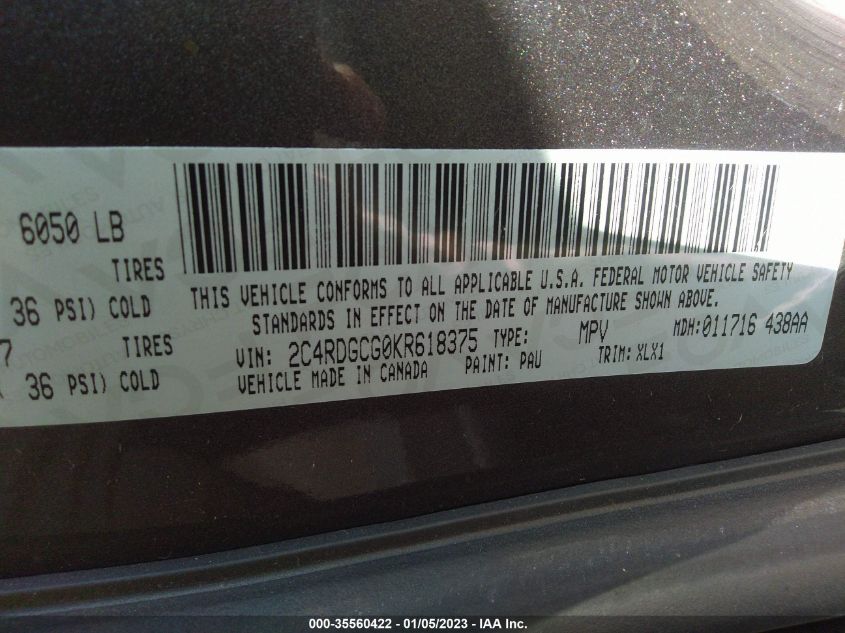 6050 LB
TIRES
36 PSI) COLD
7 TIRES
36 PSI) COLD
THIS VEHICLE CONFORMS TO ALL APPLICABLE U.S.A. FEDERAL MOTOR VEHICLE SAFETY
STANDARDS IN EFFECT ON THE DATE OF MANUFACTURE SHOWN ABOVE.
VIN: 2C4RDGCG0KR618375 TYPE: MPV MDH:011716 438AA
VEHICLE MADE IN CANADA PAINT: PAU TRIM: XLX1
000-35560422 - 01/05/2023 - IAA Inc.